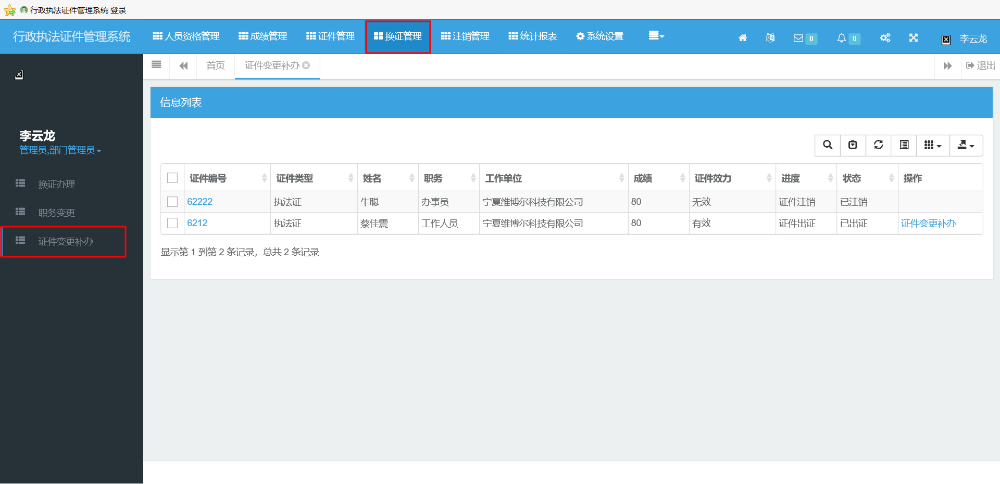 行政执法证件管理系统 登录
行政执法证件管理系统 人员资格管理 成绩管理 证件管理 换证管理 注销管理 统计报表 系统设置 0 0 李云龙
首页 证件变更补办 退出
李云龙
管理员,部门管理员
换证办理
职务变更
证件变更补办
信息列表
证件编号 证件类型 姓名 职务 工作单位 成绩 证件效力 进度 状态 操作
62222 执法证 牛聪 办事员 宁夏维博尔科技有限公司 80 无效 证件注销 已注销
6212 执法证 蔡佳震 工作人员 宁夏维博尔科技有限公司 80 有效 证件出证 已出证 证件变更补办
显示第 1 到第 2 条记录，总共 2 条记录